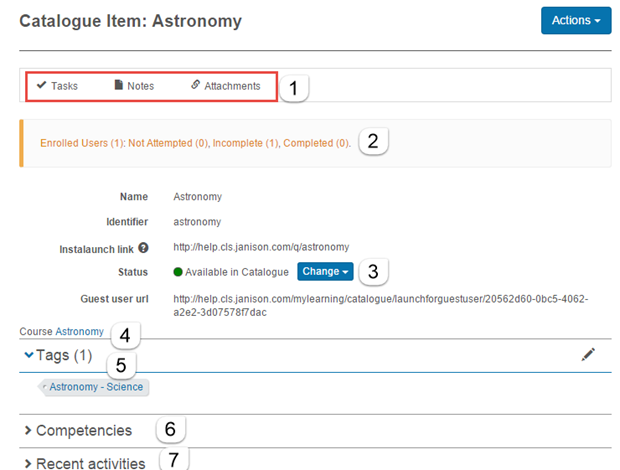 Catalogue Item: Astronomy
Actions
Tasks Notes Attachments 1
Enrolled Users (1): Not Attempted (0), Incomplete (1), Completed (0). 2
Name Astronomy
Identifier astronomy
Instalaunch link ? http://help.cls.janison.com/q/astronomy
Status Available in Catalogue Change 3
Guest user url http://help.cls.janison.com/mylearning/catalogue/launchforguestuser/20562d60-0bc5-4062-
a2e2-3d07578f7dac
Course Astronomy 4
Tags (1)
5
Astronomy - Science
Competencies 6
Recent activities 7